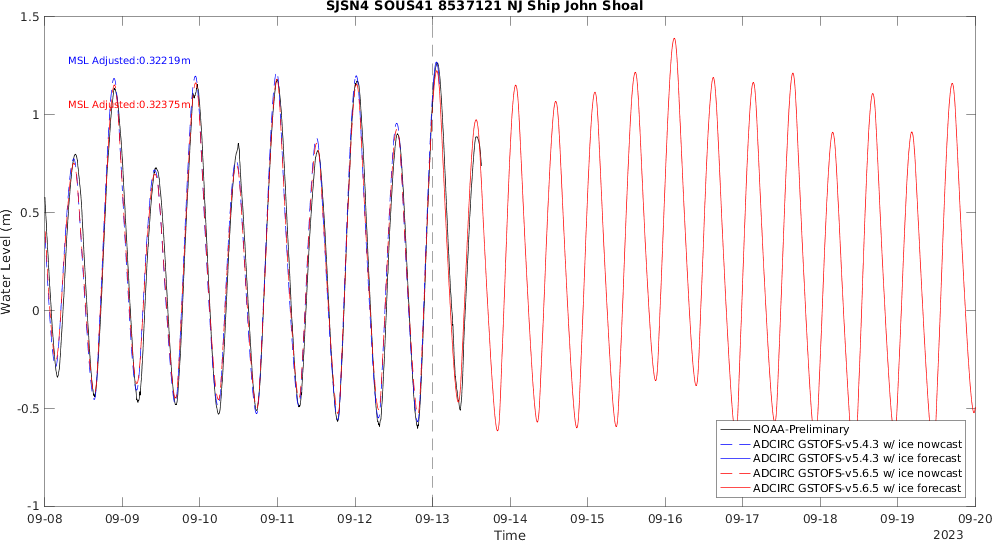 SJSN4 SOUS41 8537121 NJ Ship John Shoal
MSL Adjusted:0.32219m
MSL Adjusted:0.32375m
Water Level (m)
1.5
1
0.5
0
-0.5
-1
NOAA-Preliminary
ADCIRC GSTOFS-v5.4.3 w/ ice nowcast
ADCIRC GSTOFS-v5.4.3 w/ ice forecast
ADCIRC GSTOFS-v5.6.5 w/ ice nowcast
ADCIRC GSTOFS-v5.6.5 w/ ice forecast
09-08 09-09 09-10 09-11 09-12 09-13 09-14 09-15 09-16 09-17 09-18 09-19 09-20
Time
2023